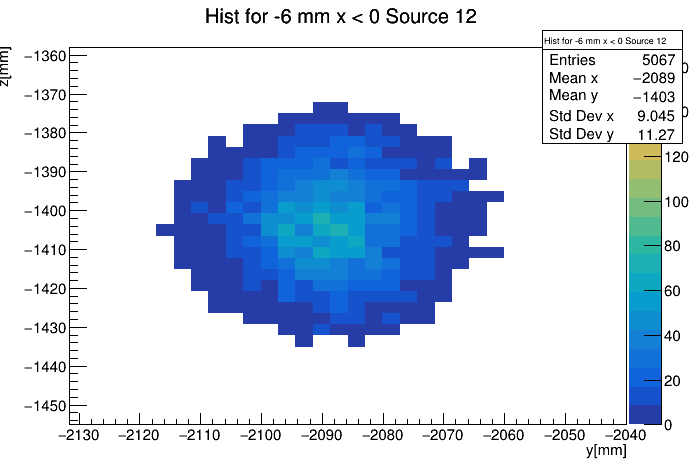 Hist for -6 mm x < 0 Source 12
z[mm]
Hist for -6 mm x < 0 Source 12
Entries 5067
Mean x −2089
Mean y −1403
Std Dev x 9.045
Std Dev y 11.27
−1360
−1370
−1380
−1390
−1400
−1410
−1420
−1430
−1440
−1450
120
100
80
60
40
20
0
−2130 −2120 −2110 −2100 −2090 −2080 −2070 −2060 −2050 −2040
y[mm]